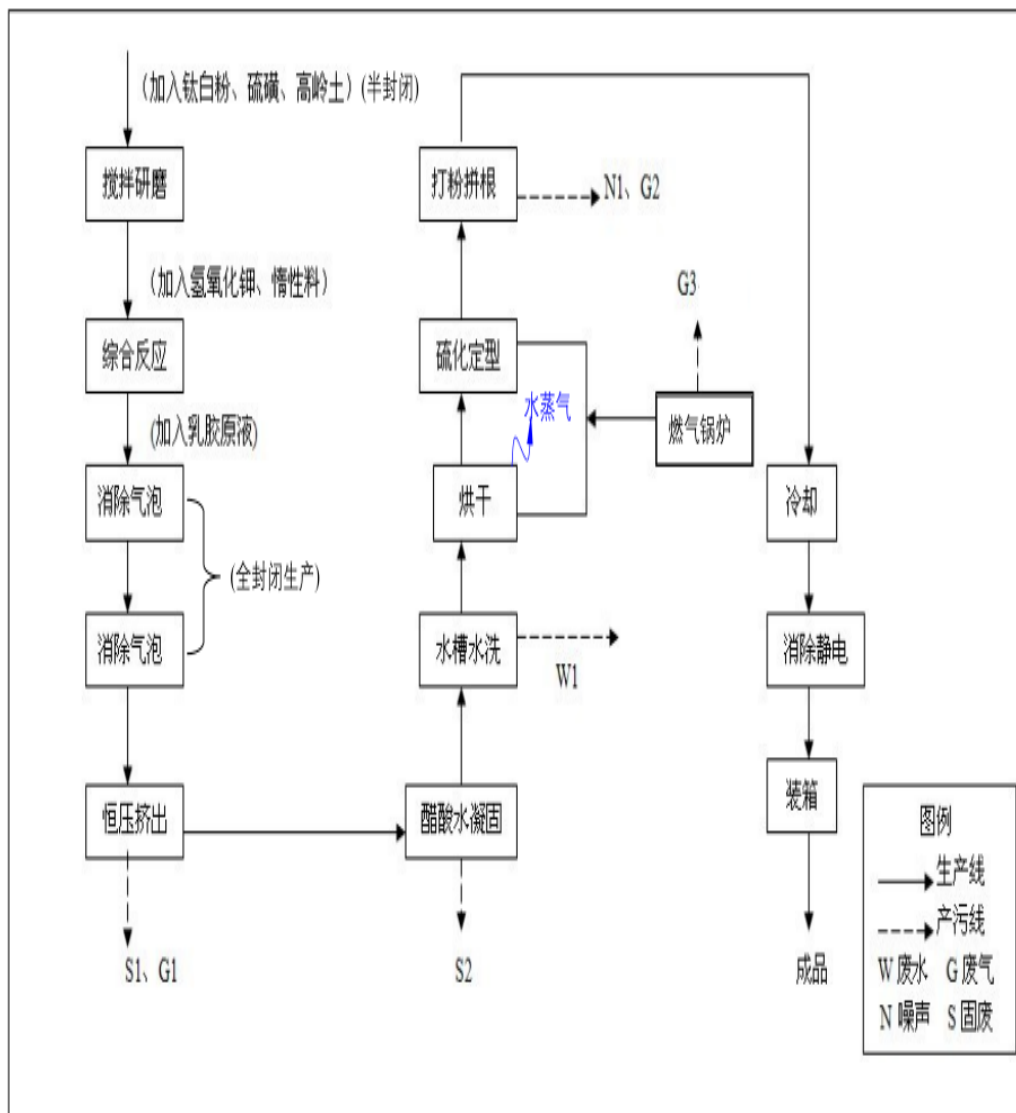 （加入钛白粉、硫磺、高岭土）(半封闭)
搅拌研磨
（加入氢氧化钾、惰性料）
综合反应
(加入乳胶原液)
消除气泡
(全封闭生产)
消除气泡
恒压挤出
S1、G1
打粉拼根
N1、G2
硫化定型
水蒸气
G3
燃气锅炉
烘干
水槽水洗
W1
醋酸水凝固
S2
冷却
消除静电
装箱
成品
图例
生产线
产污线
W 废水 G 废气
N 噪声 S 固废